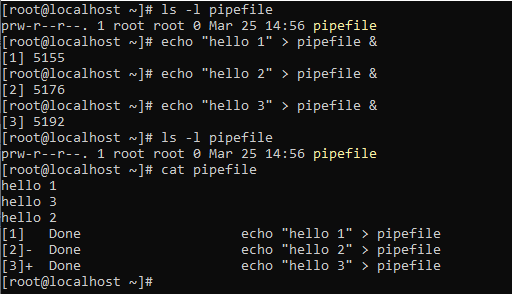 [root@localhost ~]# ls -l pipefile
prw-r--r--. 1 root root 0 Mar 25 14:56 pipefile
[root@localhost ~]# echo "hello 1" > pipefile &
[1] 5155
[root@localhost ~]# echo "hello 2" > pipefile &
[2] 5176
[root@localhost ~]# echo "hello 3" > pipefile &
[3] 5192
[root@localhost ~]# ls -l pipefile
prw-r--r--. 1 root root 0 Mar 25 14:56 pipefile
[root@localhost ~]# cat pipefile
hello 1
hello 3
hello 2
[1]   Done                    echo "hello 1" > pipefile
[2]-  Done                    echo "hello 2" > pipefile
[3]+  Done                    echo "hello 3" > pipefile
[root@localhost ~]#